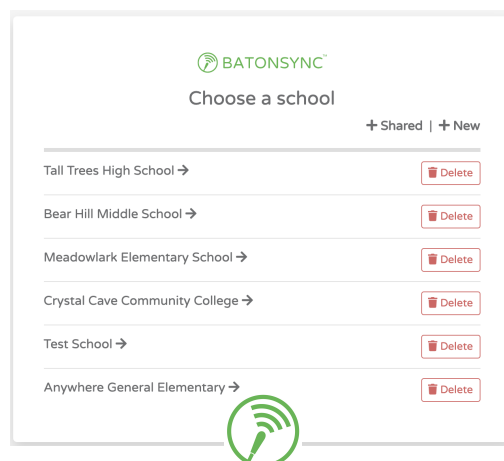 BATONSYNC™
Choose a school
+ Shared | + New
Tall Trees High School → Delete
Bear Hill Middle School → Delete
Meadowlark Elementary School → Delete
Crystal Cave Community College → Delete
Test School → Delete
Anywhere General Elementary → Delete